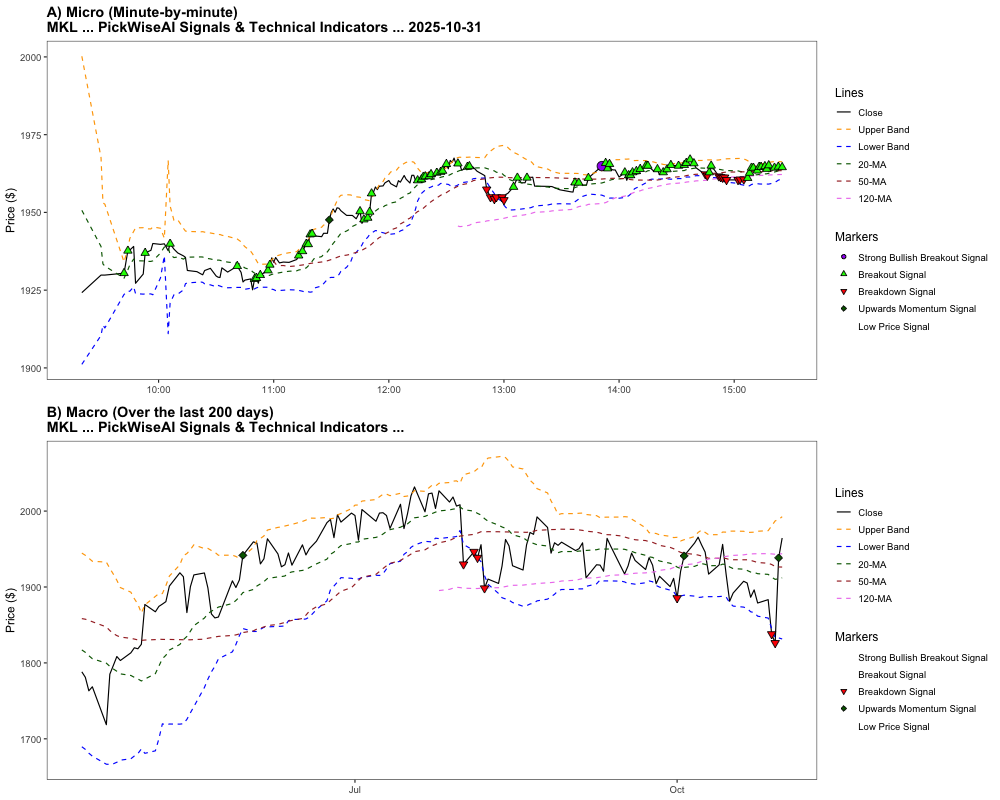 A) Micro (Minute-by-minute)
MKL ... PickWiseAI Signals & Technical Indicators ... 2025-10-31
Price ($)
2000
1975
1950
1925
1900
10:00
11:00
12:00
13:00
14:00
15:00
Lines
Close
Upper Band
Lower Band
20-MA
50-MA
120-MA
Markers
Strong Bullish Breakout Signal
Breakout Signal
Breakdown Signal
Upwards Momentum Signal
Low Price Signal
B) Macro (Over the last 200 days)
MKL ... PickWiseAI Signals & Technical Indicators ...
Price ($)
2000
1900
1800
1700
Jul
Oct
Lines
Close
Upper Band
Lower Band
20-MA
50-MA
120-MA
Markers
Strong Bullish Breakout Signal
Breakout Signal
Breakdown Signal
Upwards Momentum Signal
Low Price Signal